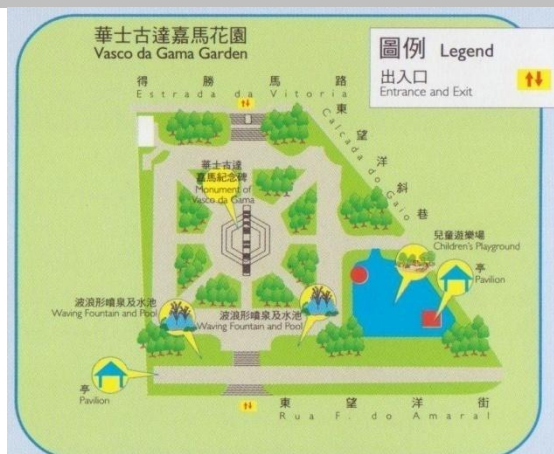 華士古達嘉馬花園
Vasco da Gama Garden
圖例 Legend
出入口
Entrance and Exit
得勝馬路
Estrada da Vitoria
東望洋斜巷
Calcada do Gaio
華士古達
嘉馬紀念碑
Monument of
Vasco da Gama
兒童遊樂場
Children's Playground
亭
Pavilion
波浪形噴泉及水池
Waving Fountain and Pool
波浪形噴泉及水池
Waving Fountain and Pool
亭
Pavilion
東望洋街
Rua F. do Amaral